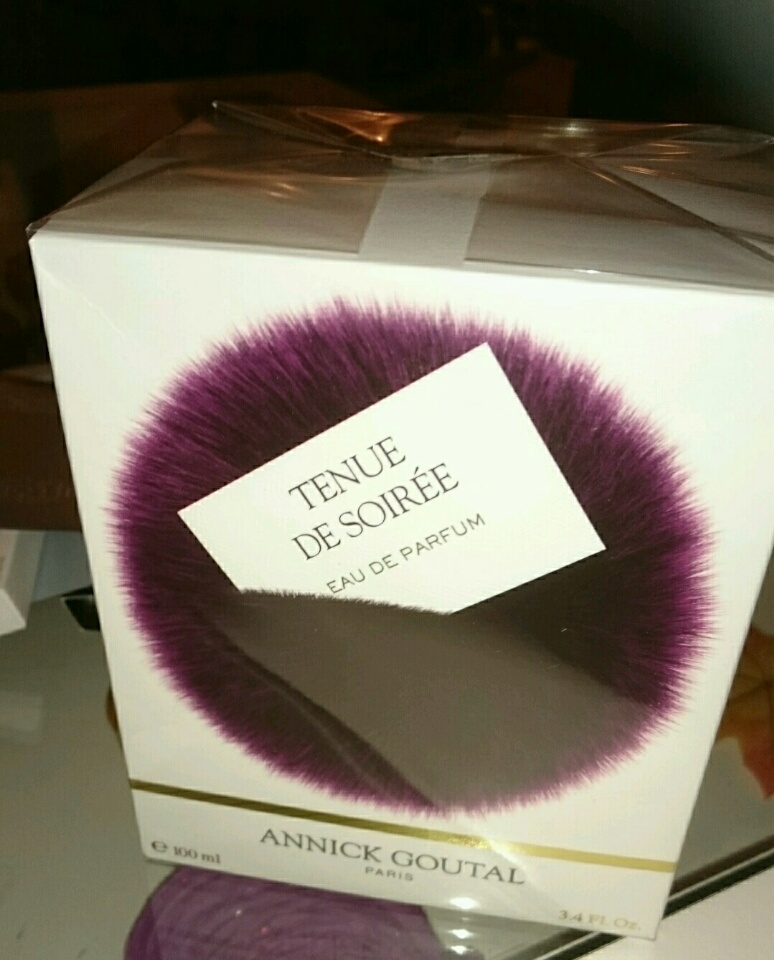 TENUE
DE SOIRÉE
EAU DE PARFUM
ANNICK GOUTAL
PARIS
e 100 ml
3.4 Fl. Oz.